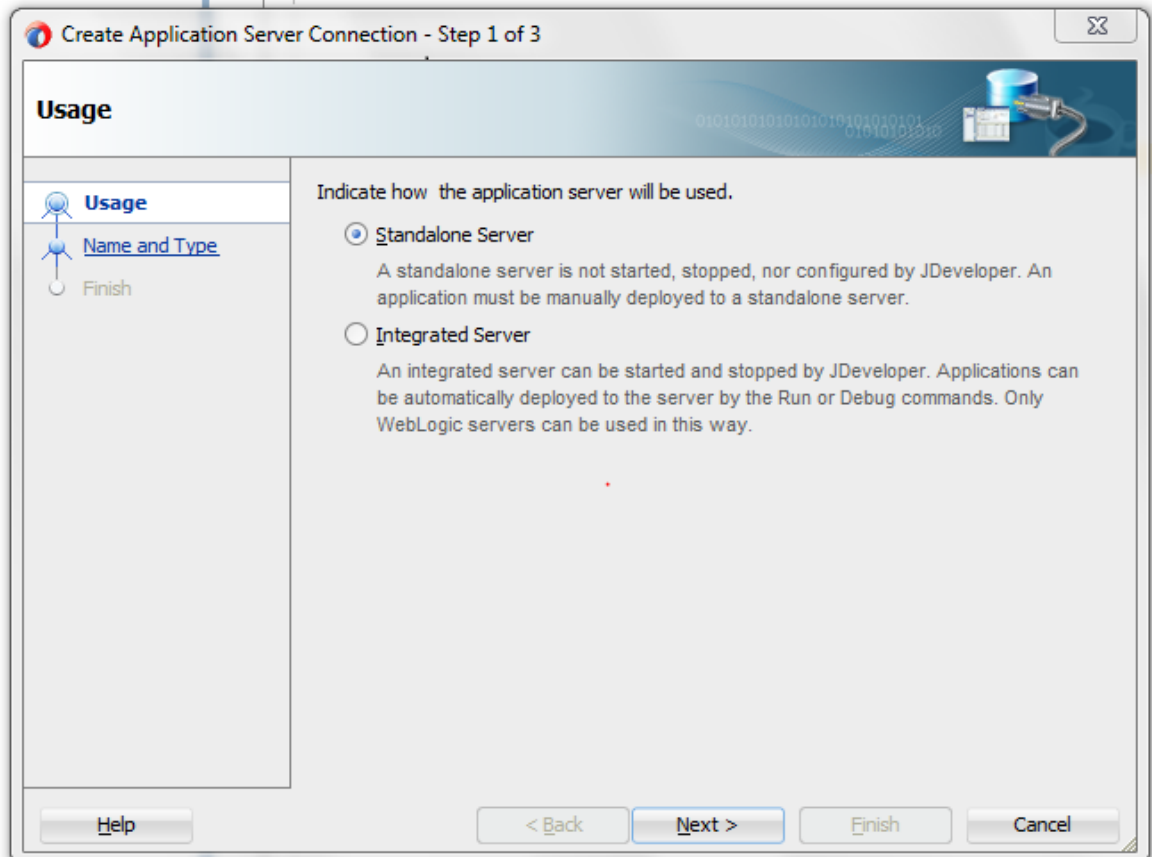 Create Application Server Connection - Step 1 of 3
Usage
010101010101010101010101010101
01010101010
Usage
Name and Type
Finish
Indicate how the application server will be used.
Standalone Server
A standalone server is not started, stopped, nor configured by JDeveloper. An
application must be manually deployed to a standalone server.
Integrated Server
An integrated server can be started and stopped by JDeveloper. Applications can
be automatically deployed to the server by the Run or Debug commands. Only
WebLogic servers can be used in this way.
Help
< Back
Next >
Finish
Cancel